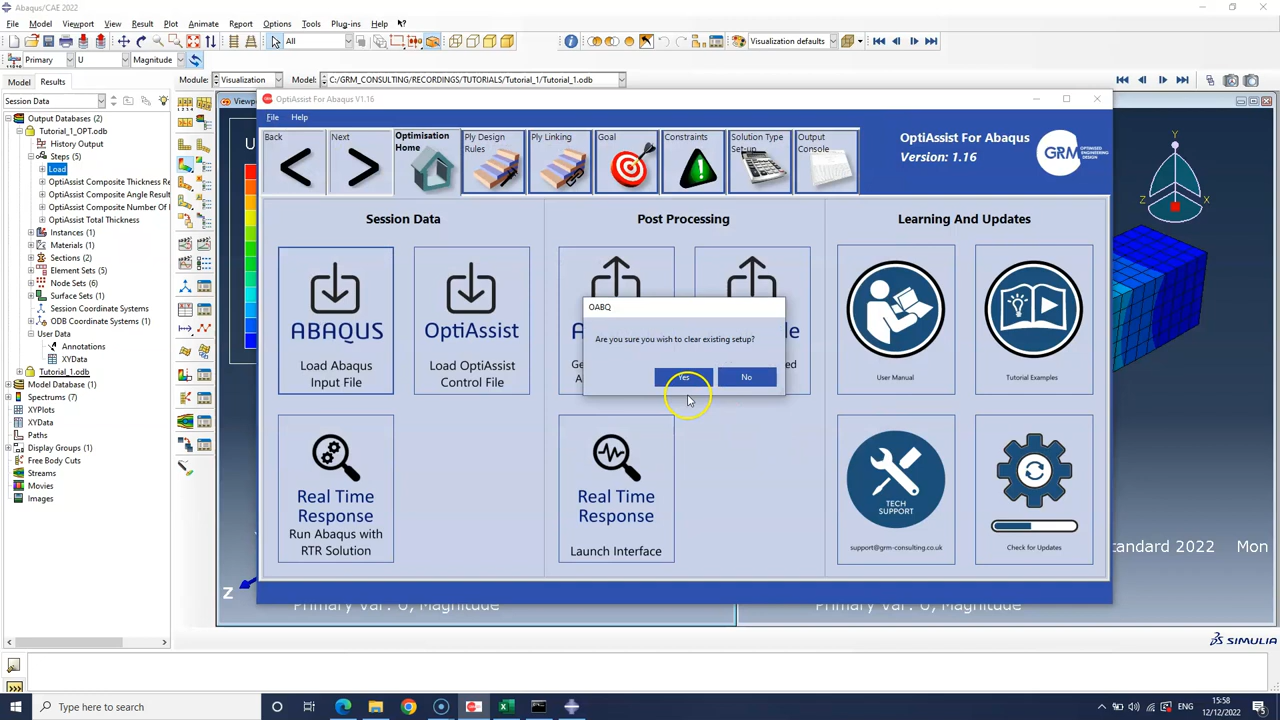 Abaqus/CAE 2022
File Model Viewport View Result Plot Animate Report Options Tools Plug-ins Help
All
Visualization defaults
Primary U Magnitude
Model Results
Module: Visualization Model: C:/GRM_CONSULTING/RECORDINGS/TUTORIALS/Tutorial_1/Tutorial_1.odb
Session Data
Output Databases (2)
Tutorial_1_OPT.odb
History Output
Steps (5)
Load
OptiAssist Composite Thickness Re
OptiAssist Composite Angle Result
OptiAssist Composite Number Of I
OptiAssist Total Thickness
Instances (1)
Materials (1)
Sections (2)
Element Sets (5)
Node Sets (6)
Surface Sets (1)
Session Coordinate Systems
ODB Coordinate Systems (1)
User Data
Annotations
XYData
Tutorial_1.odb
Model Database (1)
Spectrums (7)
XYPlots
XYData
Paths
Display Groups (1)
Free Body Cuts
Streams
Movies
Images
Viewp
U
OptiAssist For Abaqus V1.16
File Help
Back
Next
Optimisation Home
Ply Design Rules
Ply Linking
Goal
Constraints
Solution Type Set-up
Output Console
OptiAssist For Abaqus
Version: 1.16
GRM
Session Data
Post Processing
Learning And Updates
ABAQUS
Load Abaqus
Input File
OptiAssist
Load OptiAssist
Control File
OABQ
Are you sure you wish to clear existing setup?
Yes
No
User Manual
Tutorial Examples
Real Time
Response
Run Abaqus with
RTR Solution
Real Time
Response
Launch Interface
TECH
SUPPORT
support@grm-consulting.co.uk
Check for Updates
Y
Z
X
tandard 2022 Mon
Z
Primary Var: U, Magnitude
Primary Var: U, Magnitude
SIMULIA
Type here to search
ENG
15:58
12/12/2022
5